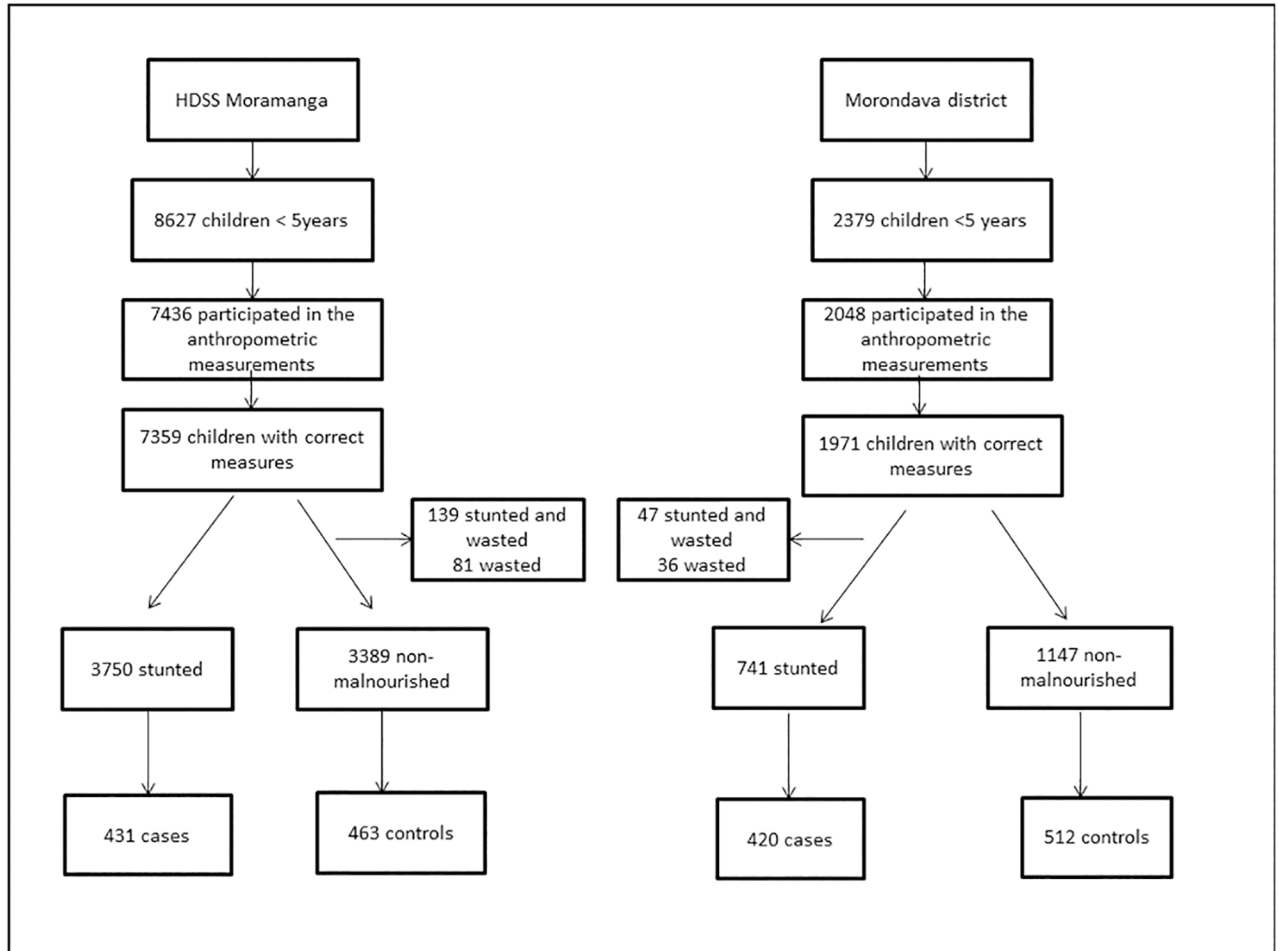 HDSS Moramanga
8627 children < 5years
7436 participated in the
anthropometric
measurements
7359 children with correct
measures
139 stunted and
wasted
81 wasted
3750 stunted
3389 non-
malnourished
431 cases
463 controls
Morondava district
2379 children <5 years
2048 participated in the
anthropometric
measurements
1971 children with correct
measures
47 stunted and
wasted
36 wasted
741 stunted
1147 non-
malnourished
420 cases
512 controls